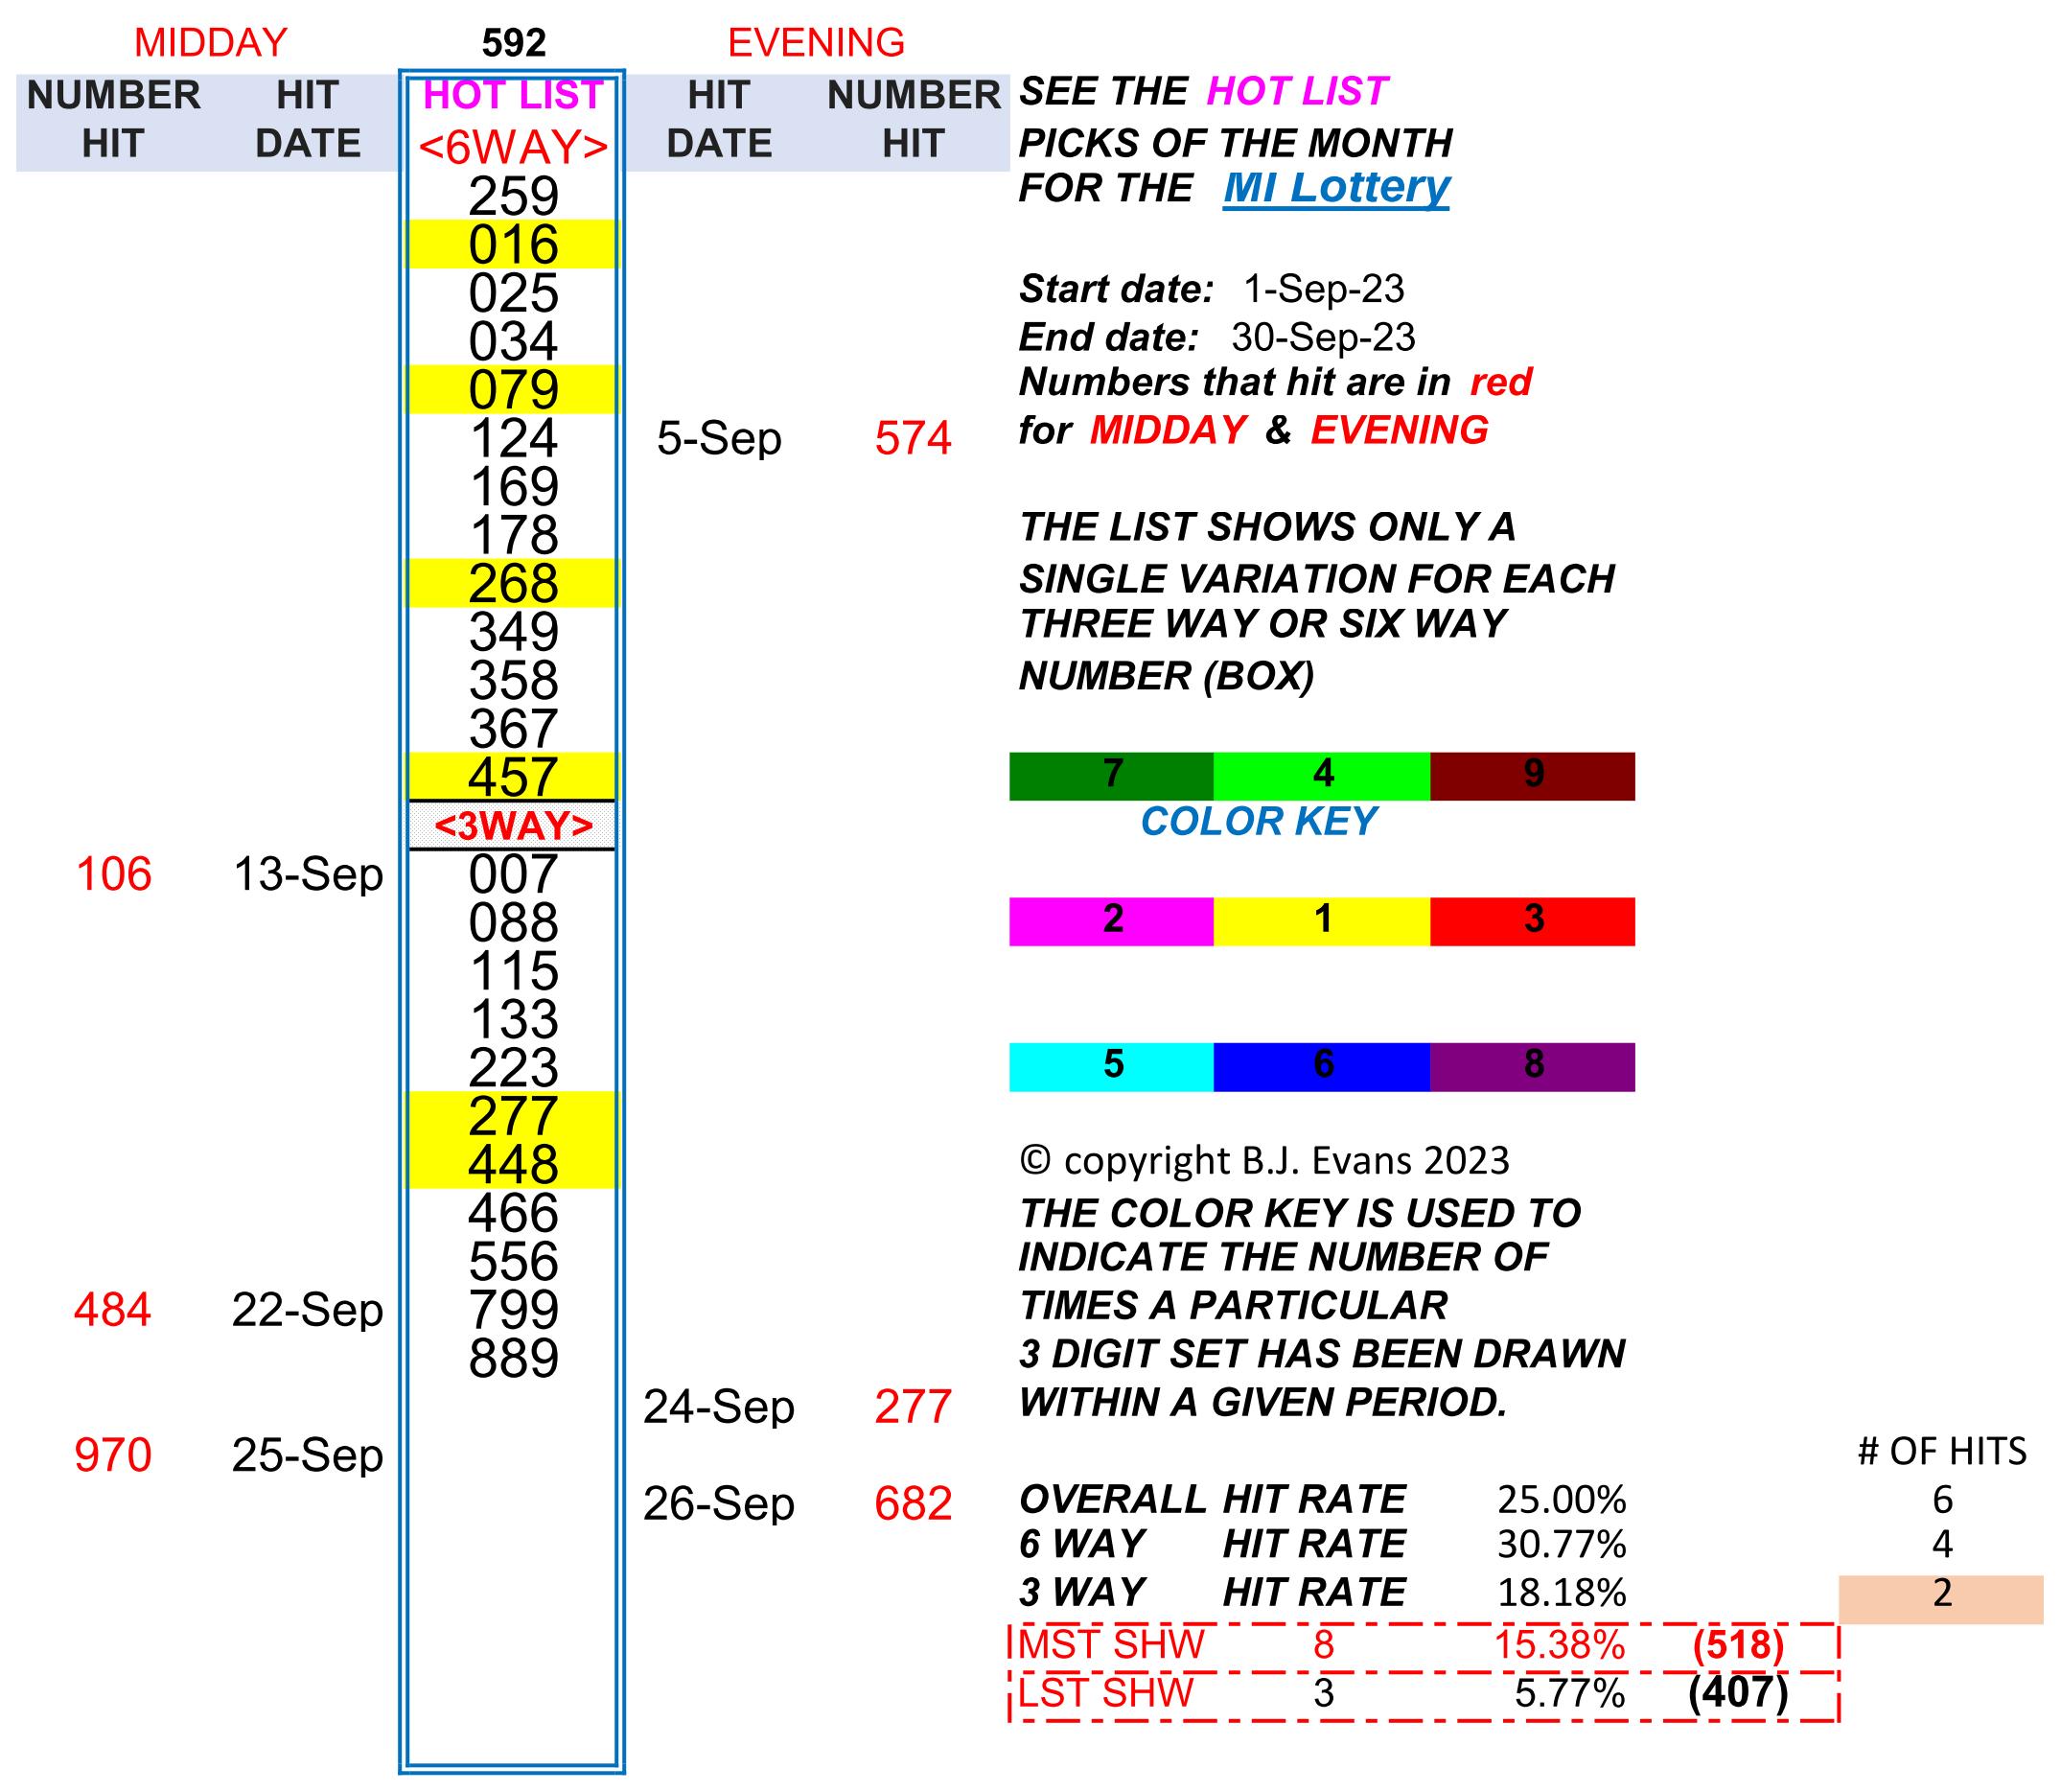 MIDDAY 592 EVENING
NUMBER HIT HOT LIST HIT NUMBER SEE THE HOT LIST
HIT DATE <6WAY> DATE HIT PICKS OF THE MONTH
259 FOR THE MI Lottery
016
025 Start date: 1-Sep-23
034 End date: 30-Sep-23
079 Numbers that hit are in red
124 5-Sep 574 for MIDDAY & EVENING
169
178 THE LIST SHOWS ONLY A
268 SINGLE VARIATION FOR EACH
349 THREE WAY OR SIX WAY
358 NUMBER (BOX)
367
457 7 4 9
<3WAY> COLOR KEY
106 13-Sep 007
088 2 1 3
115
133
223 5 6 8
277
448 © copyright B.J. Evans 2023
466 THE COLOR KEY IS USED TO
556 INDICATE THE NUMBER OF
484 22-Sep 799 TIMES A PARTICULAR
889 3 DIGIT SET HAS BEEN DRAWN
24-Sep 277 WITHIN A GIVEN PERIOD.
970 25-Sep # OF HITS
26-Sep 682 OVERALL HIT RATE 25.00% 6
6 WAY HIT RATE 30.77% 4
3 WAY HIT RATE 18.18% 2
MST SHW 8 15.38% (518)
LST SHW 3 5.77% (407)